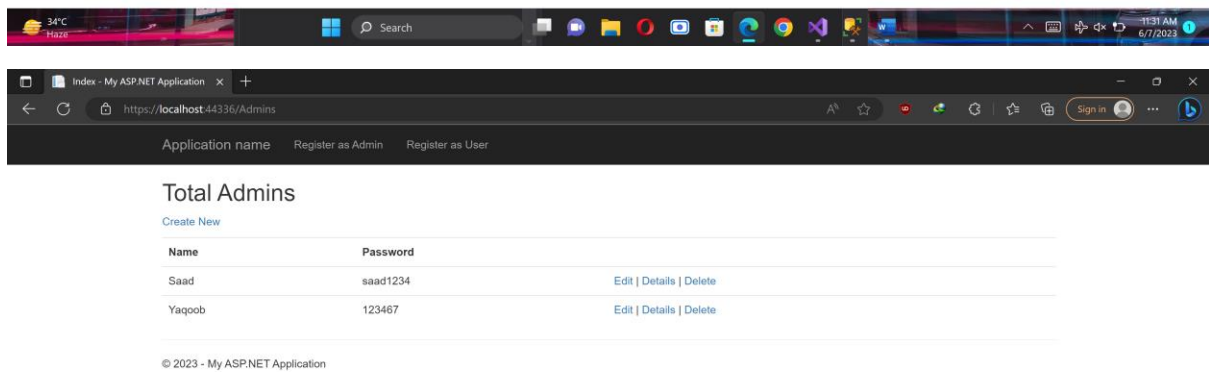 34°C
Haze
Search
11:31 AM
6/7/2023
1
Index - My ASP.NET Application
https://localhost:44336/Admins
Sign in
Application name Register as Admin Register as User
Total Admins
Create New
Name Password
Saad saad1234 Edit | Details | Delete
Yaqoob 123467 Edit | Details | Delete
© 2023 - My ASP.NET Application